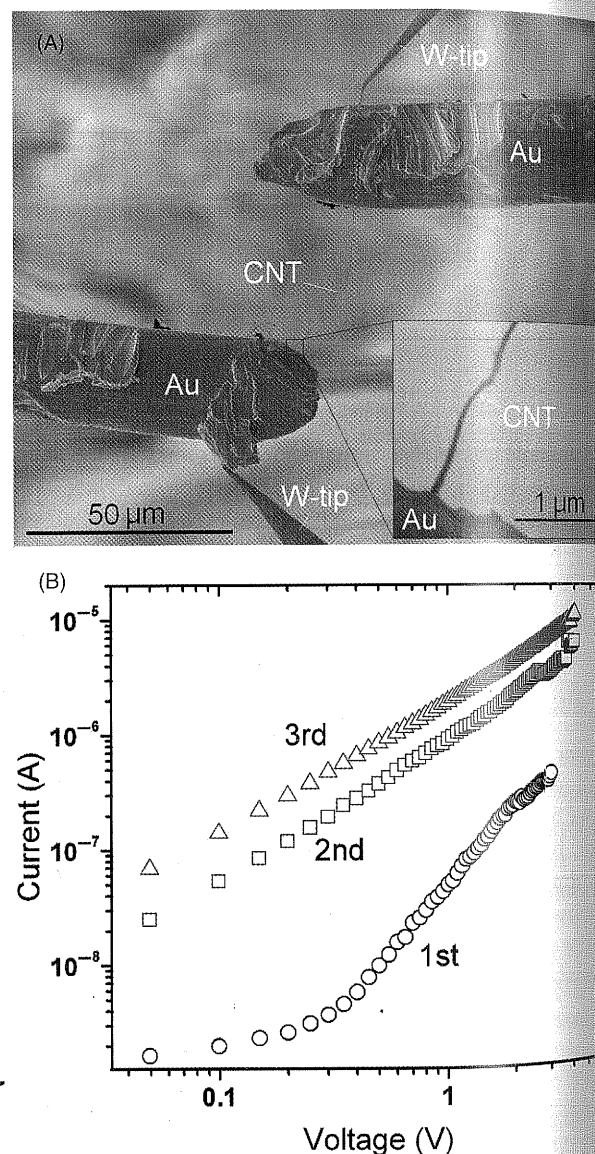 (A)
W-tip
Au
CNT
Au
CNT
W-tip
50 µm
1 µm
Au
(B)
10⁻⁵
10⁻⁶
10⁻⁷
10⁻⁸
Current (A)
3rd
2nd
1st
0.1
1
Voltage (V)